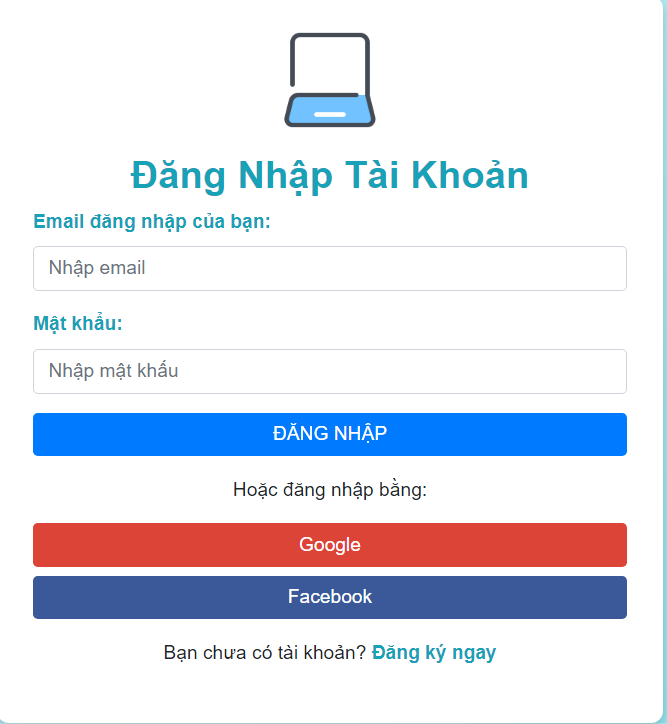 Đăng Nhập Tài Khoản
Email đăng nhập của bạn:
Nhập email
Mật khẩu:
Nhập mật khẩu
ĐĂNG NHẬP
Hoặc đăng nhập bằng:
Google
Facebook
Bạn chưa có tài khoản? Đăng ký ngay